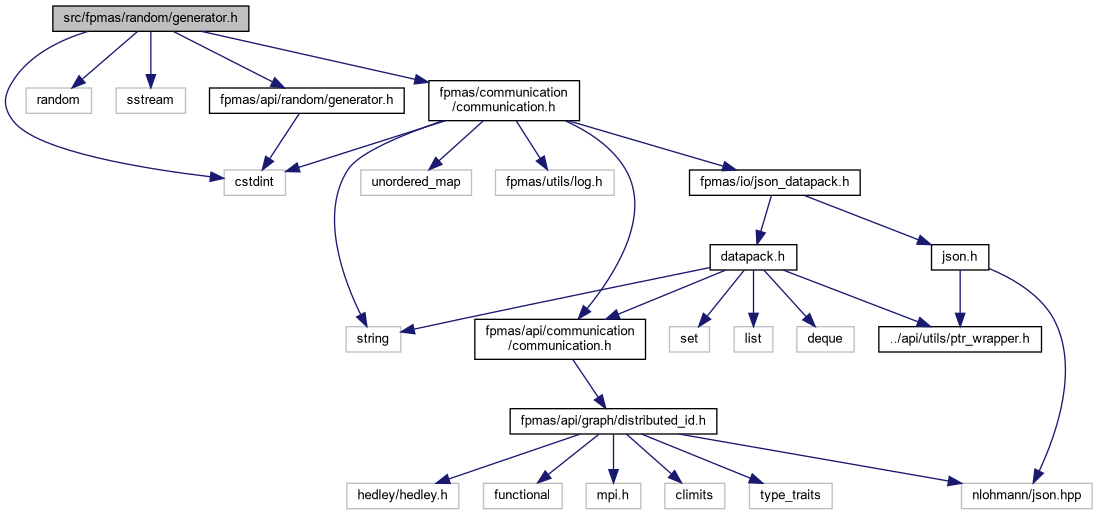 src/fpmas/random/generator.h
random
sstream
fpmas/api/random/generator.h
fpmas/communication
/communication.h
cstdint
unordered_map
fpmas/utils/log.h
fpmas/io/json_datapack.h
datapack.h
json.h
string
fpmas/api/communication
/communication.h
set
list
deque
../api/utils/ptr_wrapper.h
fpmas/api/graph/distributed_id.h
hedley/hedley.h
functional
mpi.h
climits
type_traits
nlohmann/json.hpp